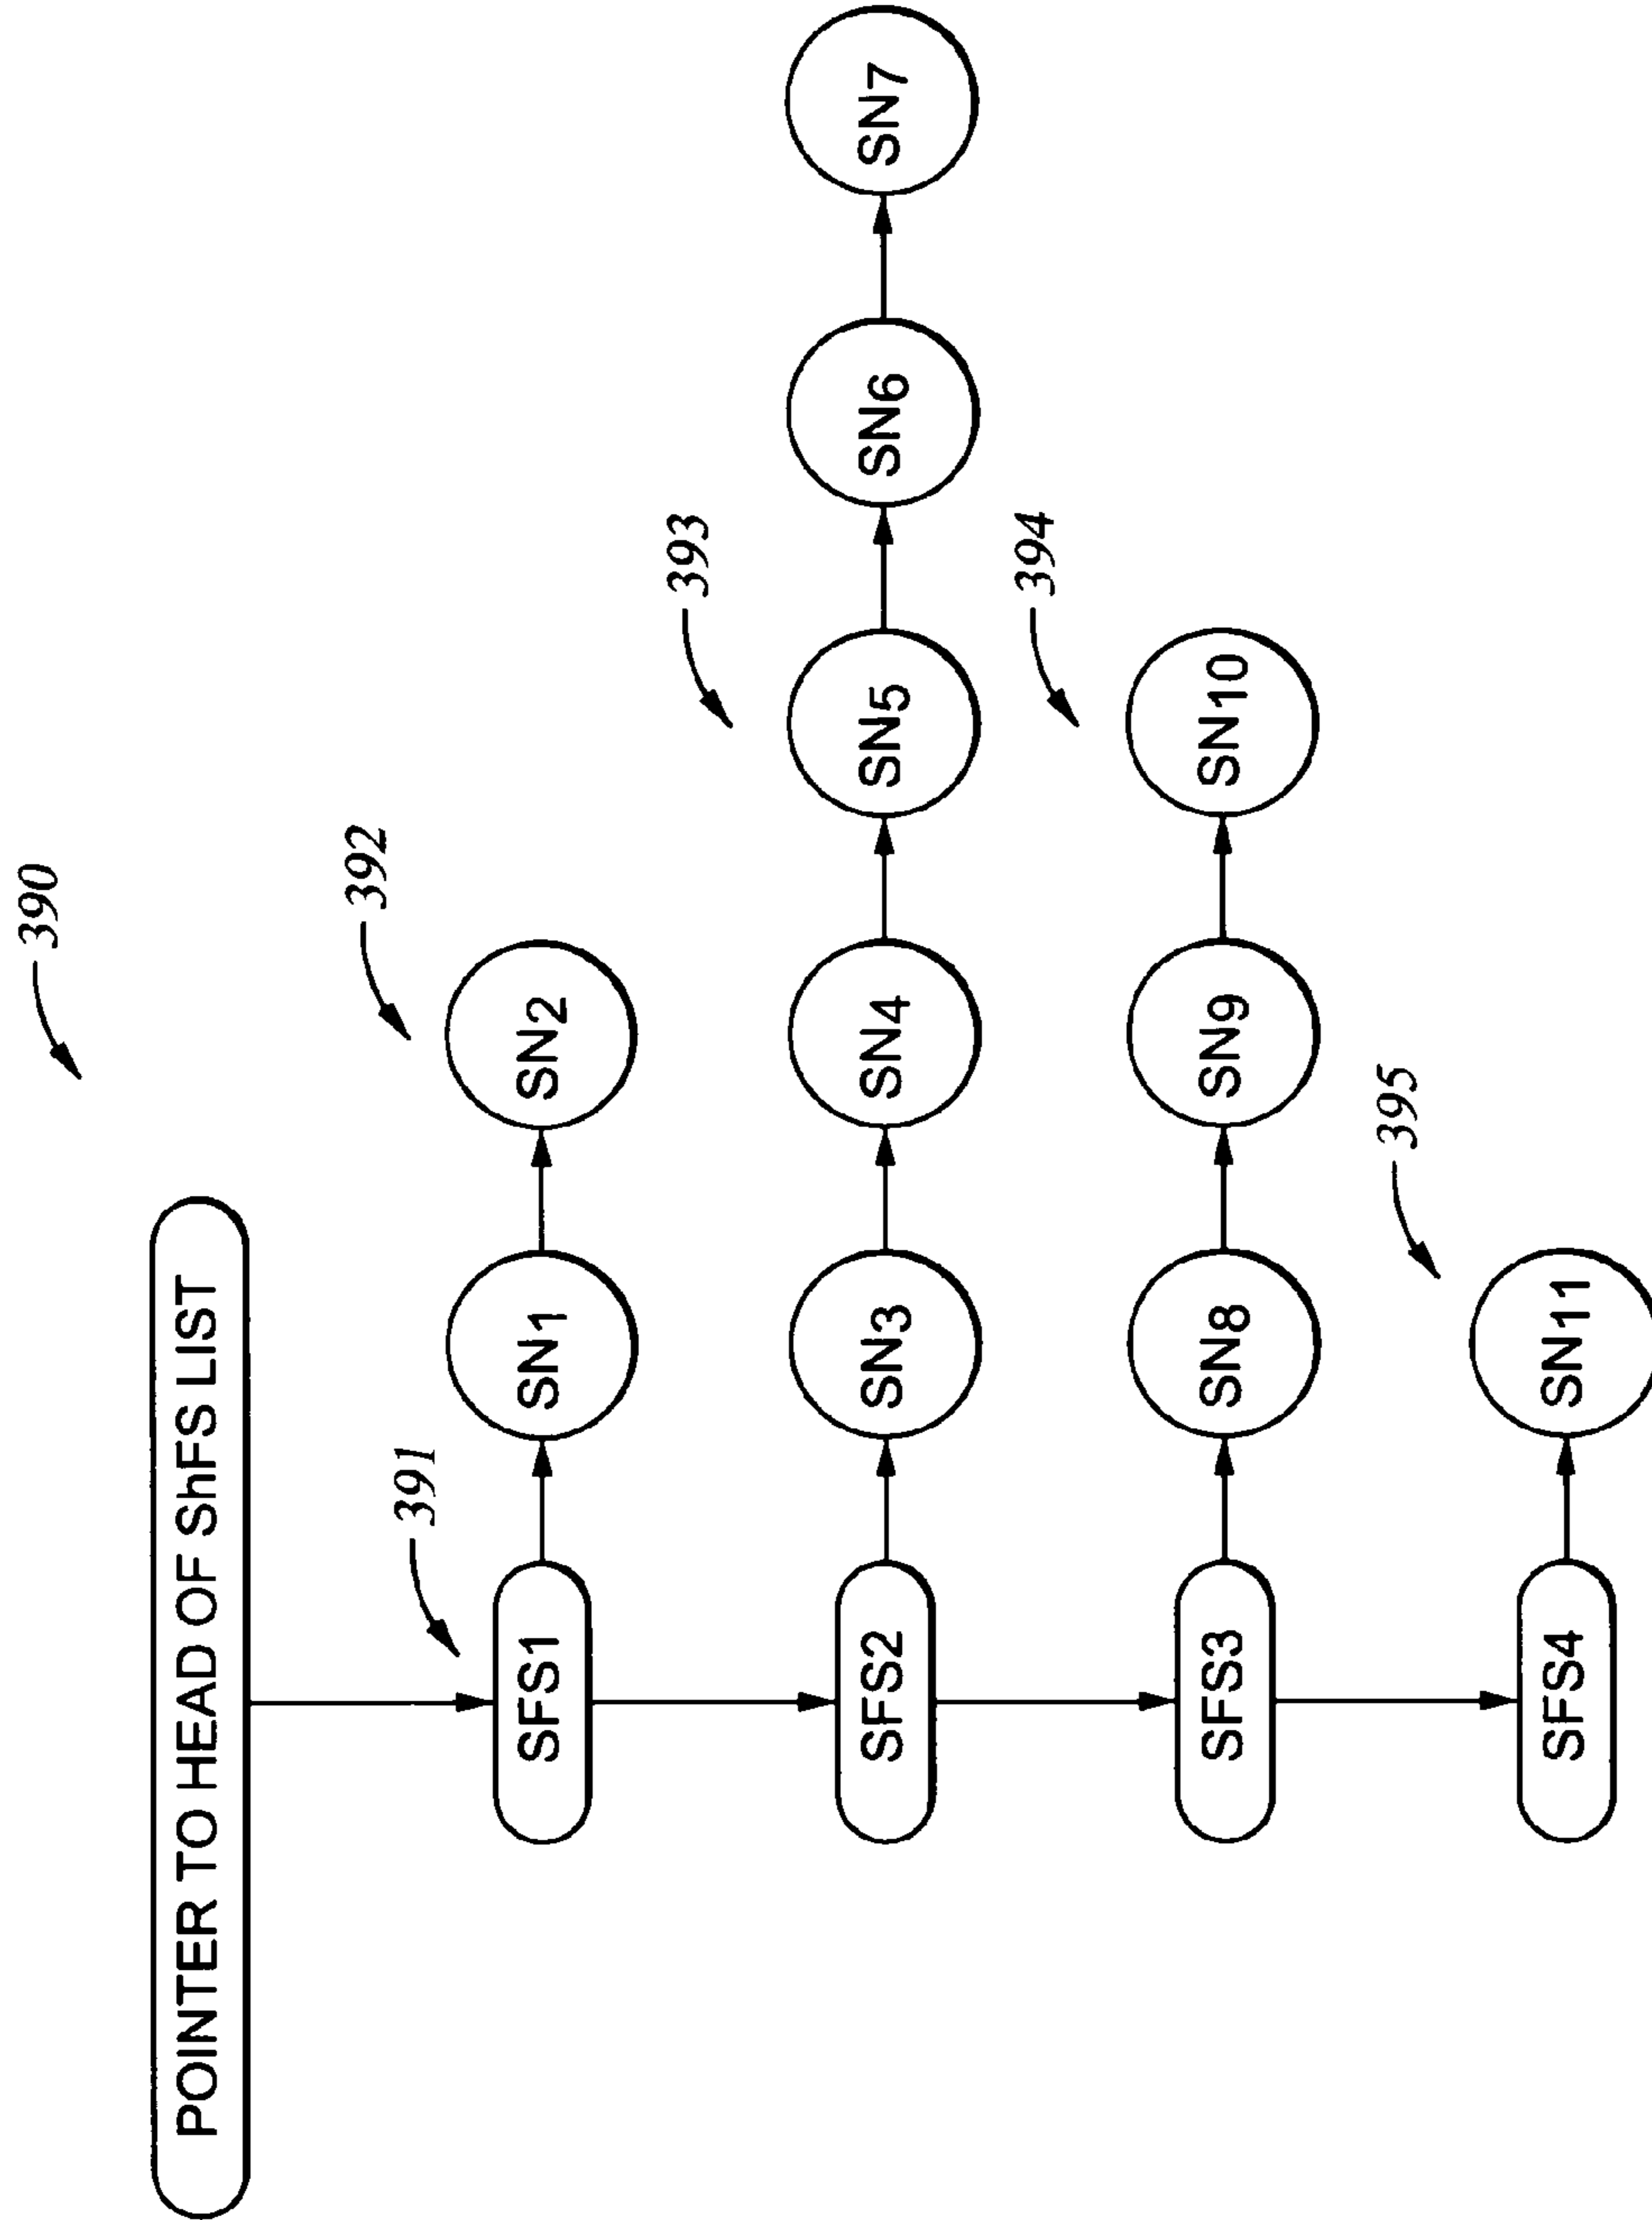 390
POINTER TO HEAD OF ShFS LIST
391
392
SFS1
SN1
SN2
393
SFS2
SN3
SN4
SN5
SN6
SN7
394
SFS3
SN8
SN9
SN10
395
SFS4
SN11